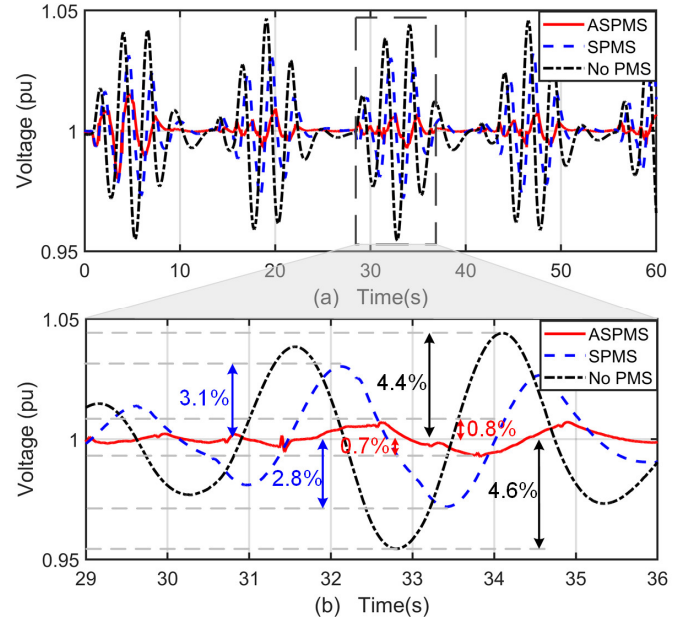 1.05
ASPMS
SPMS
No PMS
Voltage (pu)
1
0.95
0
10
20
30
40
50
60
(a) Time(s)
1.05
ASPMS
SPMS
No PMS
4.4%
3.1%
0.8%
Voltage (pu)
1
0.7%
2.8%
4.6%
0.95
29
30
31
32
33
34
35
36
(b) Time(s)